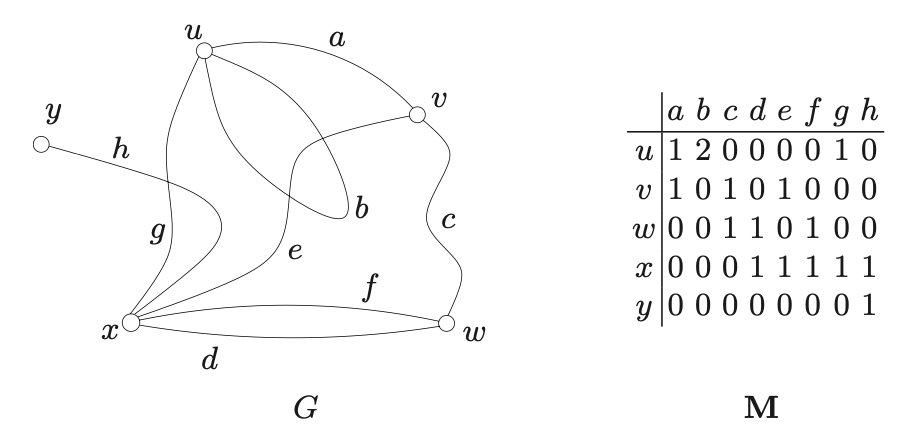 u
a
y
v
h
b
g
c
e
f
x
w
d
G
a b c d e f g h
u 1 2 0 0 0 0 1 0
v 1 0 1 0 1 0 0 0
w 0 0 1 1 0 1 0 0
x 0 0 0 1 1 1 1 1
y 0 0 0 0 0 0 0 1
M